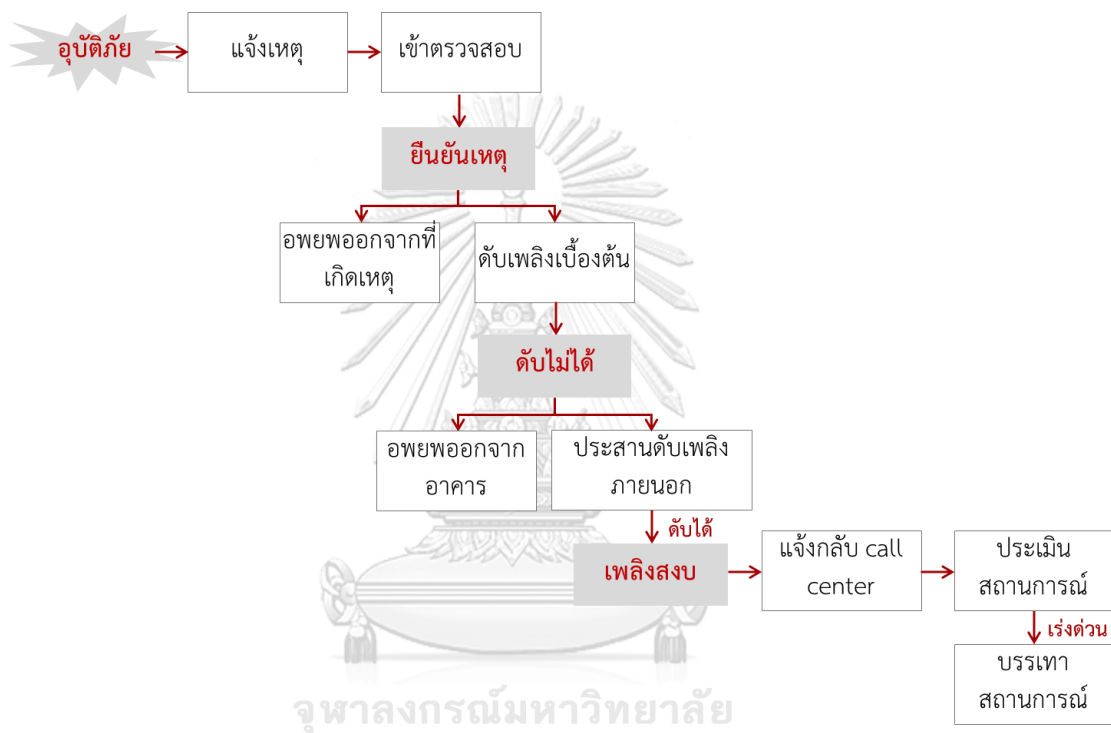 อุบัติภัย
แจ้งเหตุ
เข้าตรวจสอบ
ยืนยันเหตุ
อพยพออกจากที่
เกิดเหตุ
ดับเพลิงเบื้องต้น
ดับไม่ได้
อพยพออกจาก
อาคาร
ประสานดับเพลิง
ภายนอก
ดับได้
เพลิงสงบ
แจ้งกลับ call
center
ประเมิน
สถานการณ์
เร่งด่วน
บรรเทา
สถานการณ์
จุฬาลงกรณ์มหาวิทยาลัย